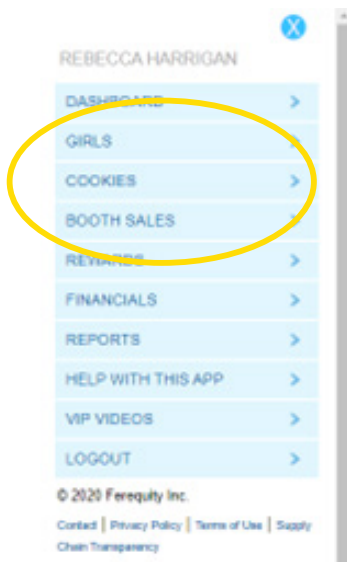 X
REBECCA HARRIGAN
DASHBOARD >
GIRLS >
COOKIES >
BOOTH SALES >
REWARDS >
FINANCIALS >
REPORTS >
HELP WITH THIS APP >
VIP VIDEOS >
LOGOUT >
© 2020 Ferequity Inc.
Contact | Privacy Policy | Terms of Use | Supply
Chain Transparency